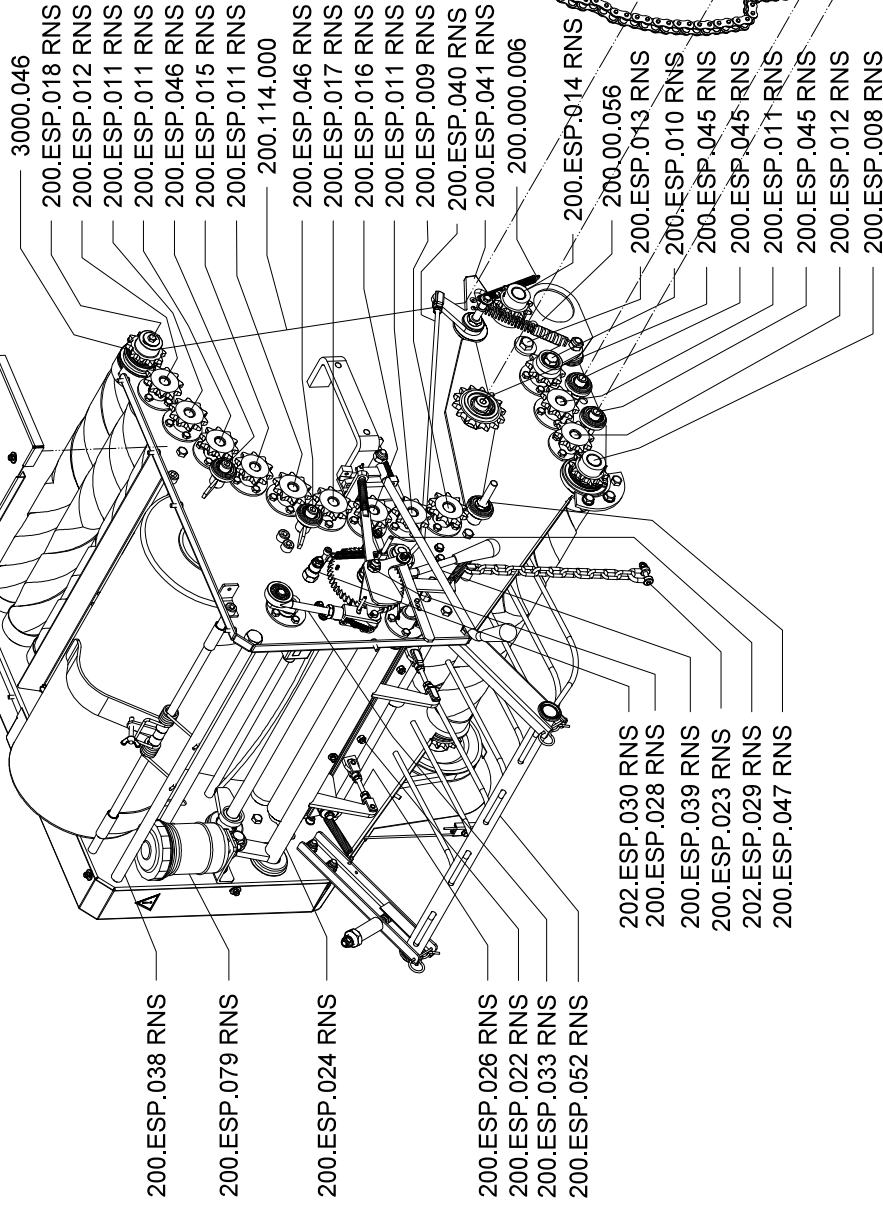 3000.046
200.ESP.018 RNS
200.ESP.012 RNS
200.ESP.011 RNS
200.ESP.011 RNS
200.ESP.046 RNS
200.ESP.015 RNS
200.ESP.011 RNS
200.114.000
200.ESP.046 RNS
200.ESP.017 RNS
200.ESP.016 RNS
200.ESP.011 RNS
200.ESP.009 RNS
200.ESP.040 RNS
200.ESP.041 RNS
200.000.006
200.ESP.014 RNS
200.00.056
200.ESP.013 RNS
200.ESP.010 RNS
200.ESP.045 RNS
200.ESP.045 RNS
200.ESP.011 RNS
200.ESP.045 RNS
200.ESP.012 RNS
200.ESP.008 RNS
202.ESP.030 RNS
200.ESP.028 RNS
200.ESP.039 RNS
200.ESP.023 RNS
202.ESP.029 RNS
200.ESP.047 RNS
200.ESP.038 RNS
200.ESP.079 RNS
200.ESP.024 RNS
200.ESP.026 RNS
200.ESP.022 RNS
200.ESP.033 RNS
200.ESP.052 RNS